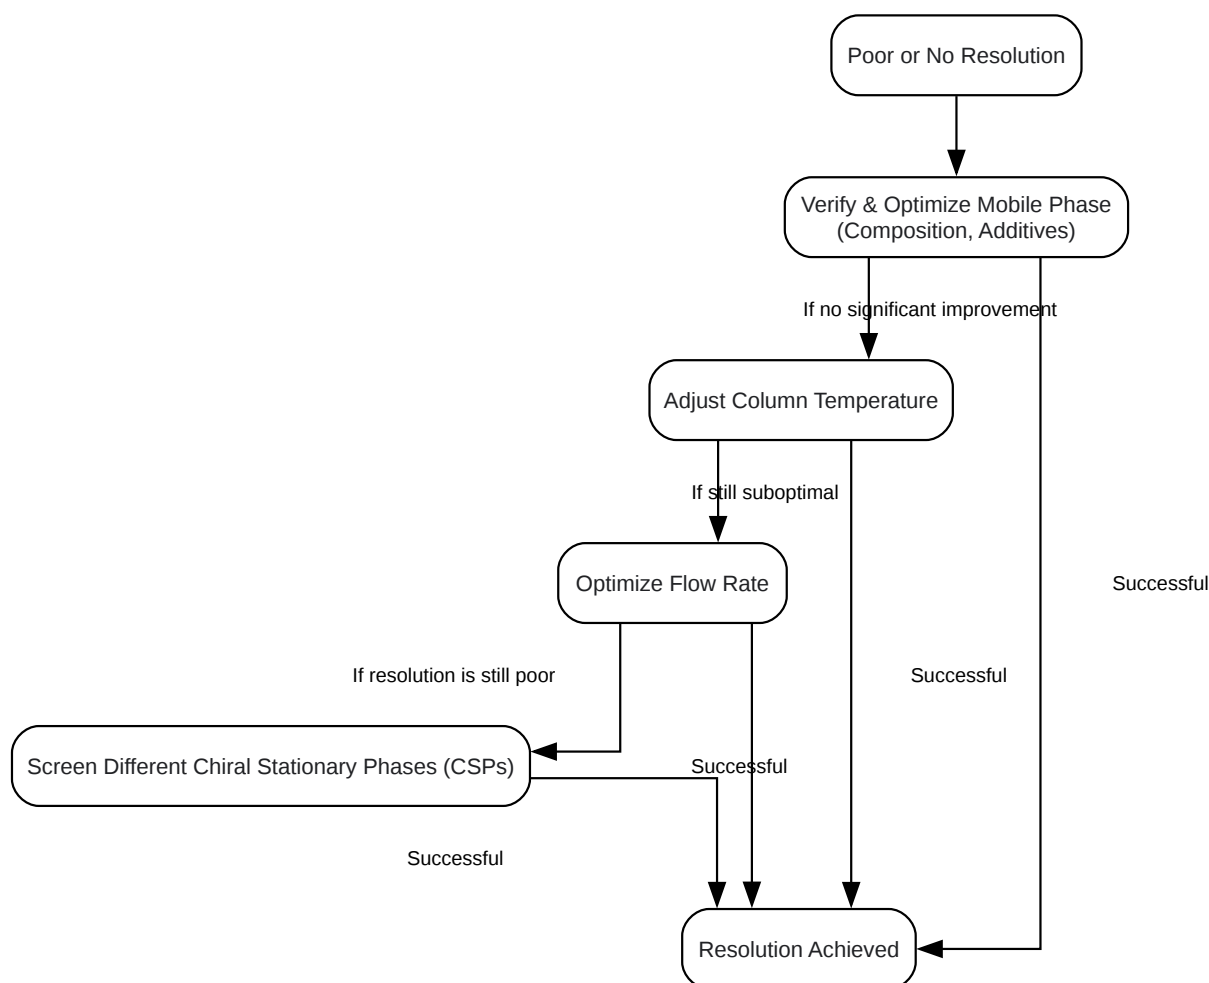 Poor or No Resolution
Verify & Optimize Mobile Phase
(Composition, Additives)
If no significant improvement
Adjust Column Temperature
If still suboptimal
Optimize Flow Rate
Successful
If resolution is still poor
Successful
Screen Different Chiral Stationary Phases (CSPs)
Successful
Successful
Resolution Achieved